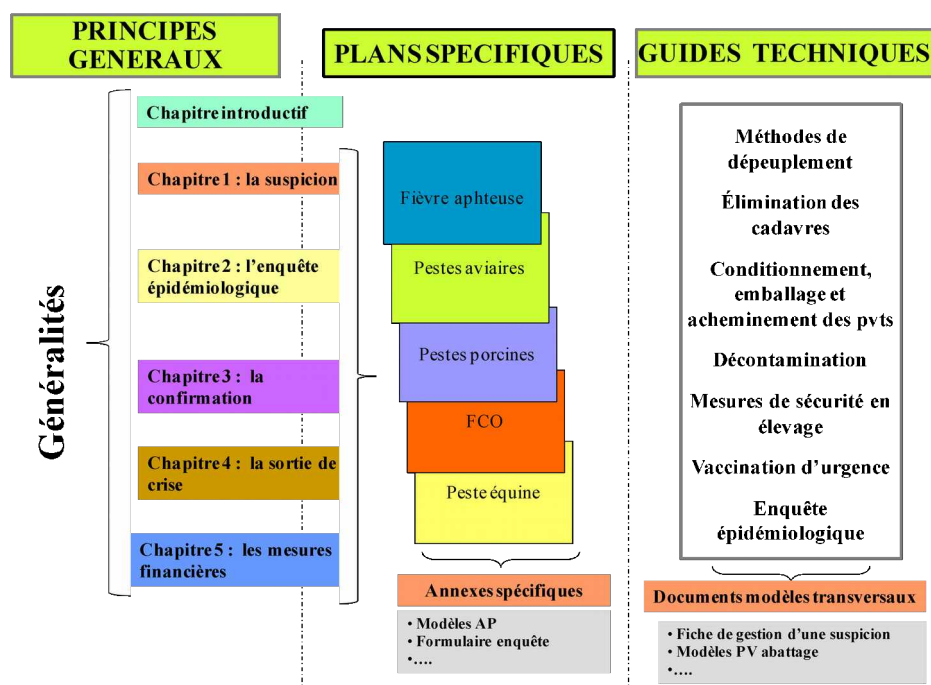 PRINCIPES
GENERAUX
Généralités
Chapitre introductif
Chapitre 1 : la suspicion
Chapitre 2 : l'enquête
épidémiologique
Chapitre 3 : la
confirmation
Chapitre 4 : la sortie de
crise
Chapitre 5 : les mesures
financières
PLANS SPECIFIQUES
Fièvre aphteuse
Pestes aviaires
Pestes porcines
FCO
Peste équine
Annexes spécifiques
• Modèles AP
• Formulaire enquête
• ….
GUIDES TECHNIQUES
Méthodes de
dépeuplement
Élimination des
cadavres
Conditionnement,
emballage et
acheminement des pvts
Décontamination
Mesures de sécurité en
élevage
Vaccination d'urgence
Enquête
épidémiologique
Documents modèles transversaux
• Fiche de gestion d'une suspicion
• Modèles PV abattage
• ….